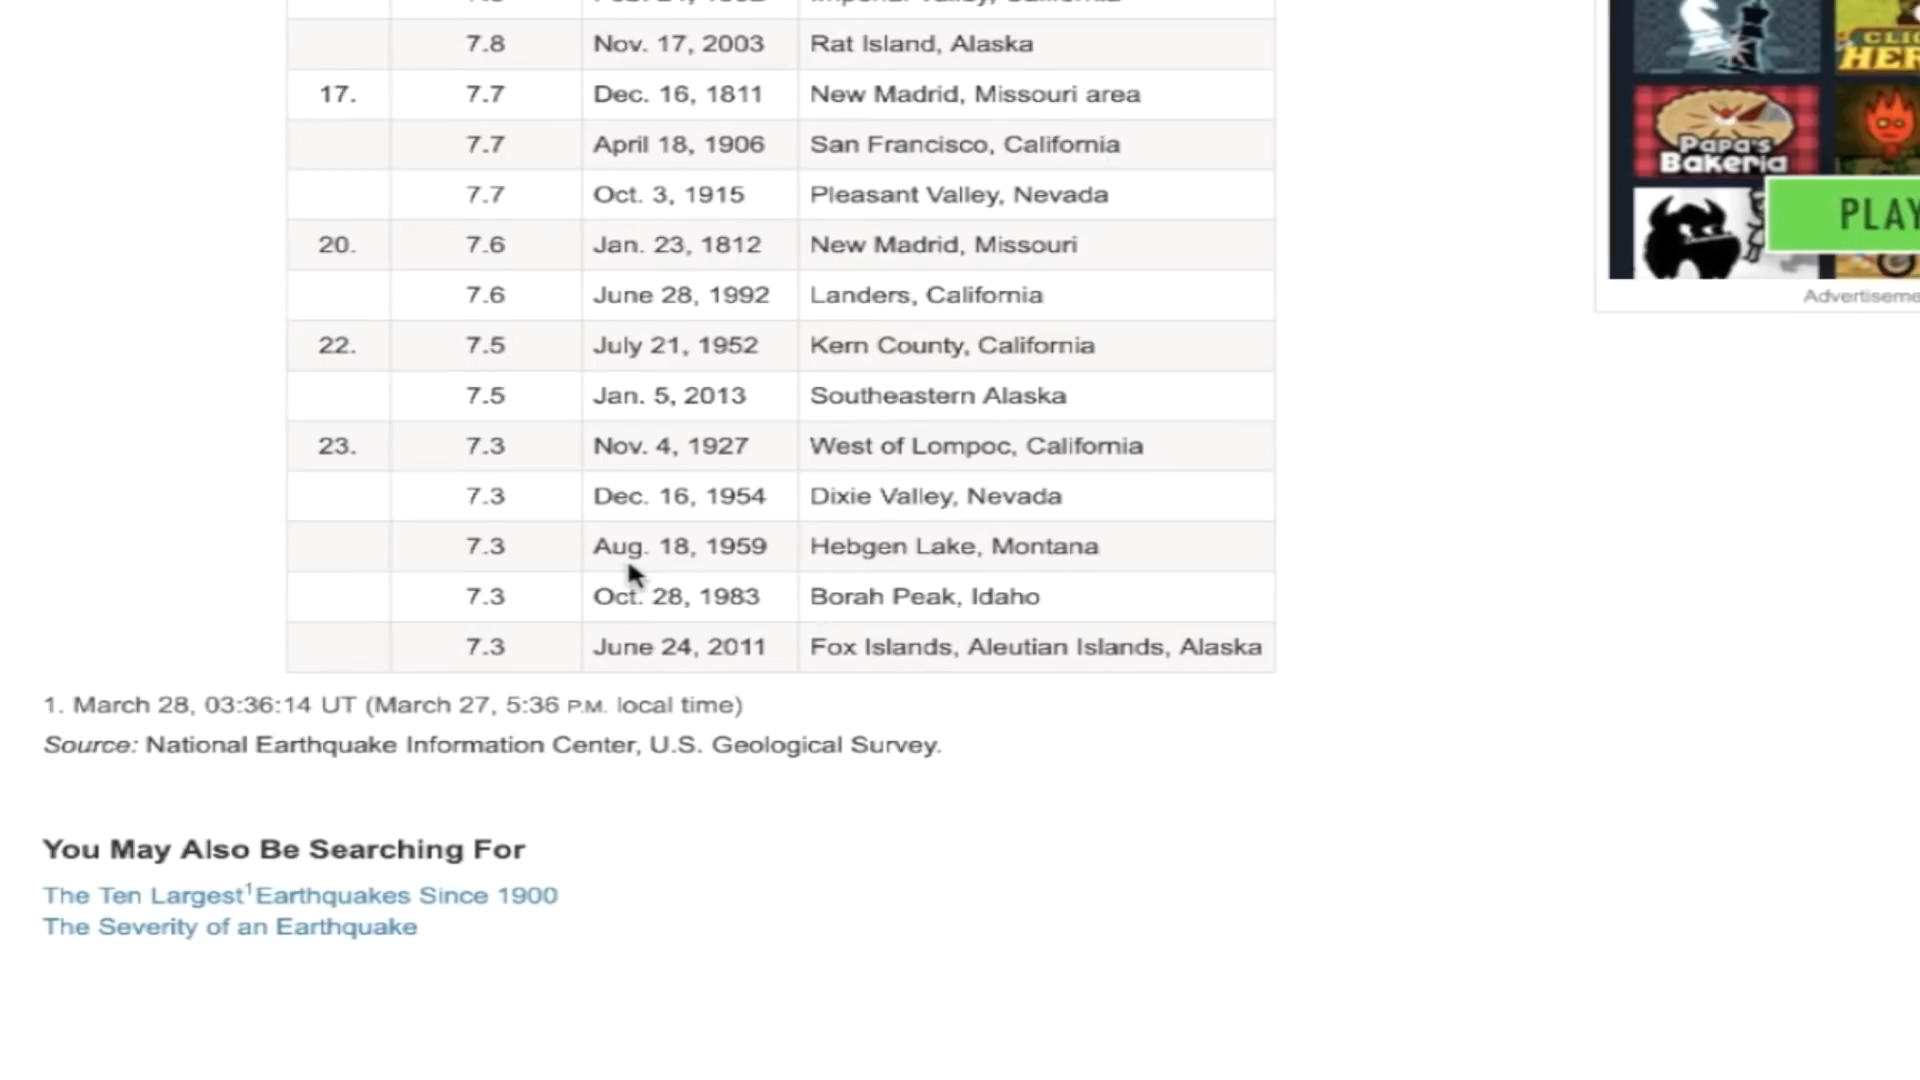 7.8 Nov. 17, 2003 Rat Island, Alaska
17. 7.7 Dec. 16, 1811 New Madrid, Missouri area
7.7 April 18, 1906 San Francisco, California
7.7 Oct. 3, 1915 Pleasant Valley, Nevada
20. 7.6 Jan. 23, 1812 New Madrid, Missouri
7.6 June 28, 1992 Landers, California
22. 7.5 July 21, 1952 Kern County, California
7.5 Jan. 5, 2013 Southeastern Alaska
23. 7.3 Nov. 4, 1927 West of Lompoc, California
7.3 Dec. 16, 1954 Dixie Valley, Nevada
7.3 Aug. 18, 1959 Hebgen Lake, Montana
7.3 Oct. 28, 1983 Borah Peak, Idaho
7.3 June 24, 2011 Fox Islands, Aleutian Islands, Alaska
1. March 28, 03:36:14 UT (March 27, 5:36 P.M. local time)
Source: National Earthquake Information Center, U.S. Geological Survey.
You May Also Be Searching For
The Ten Largest¹Earthquakes Since 1900
The Severity of an Earthquake
Papa's
Bakeria
PLAY